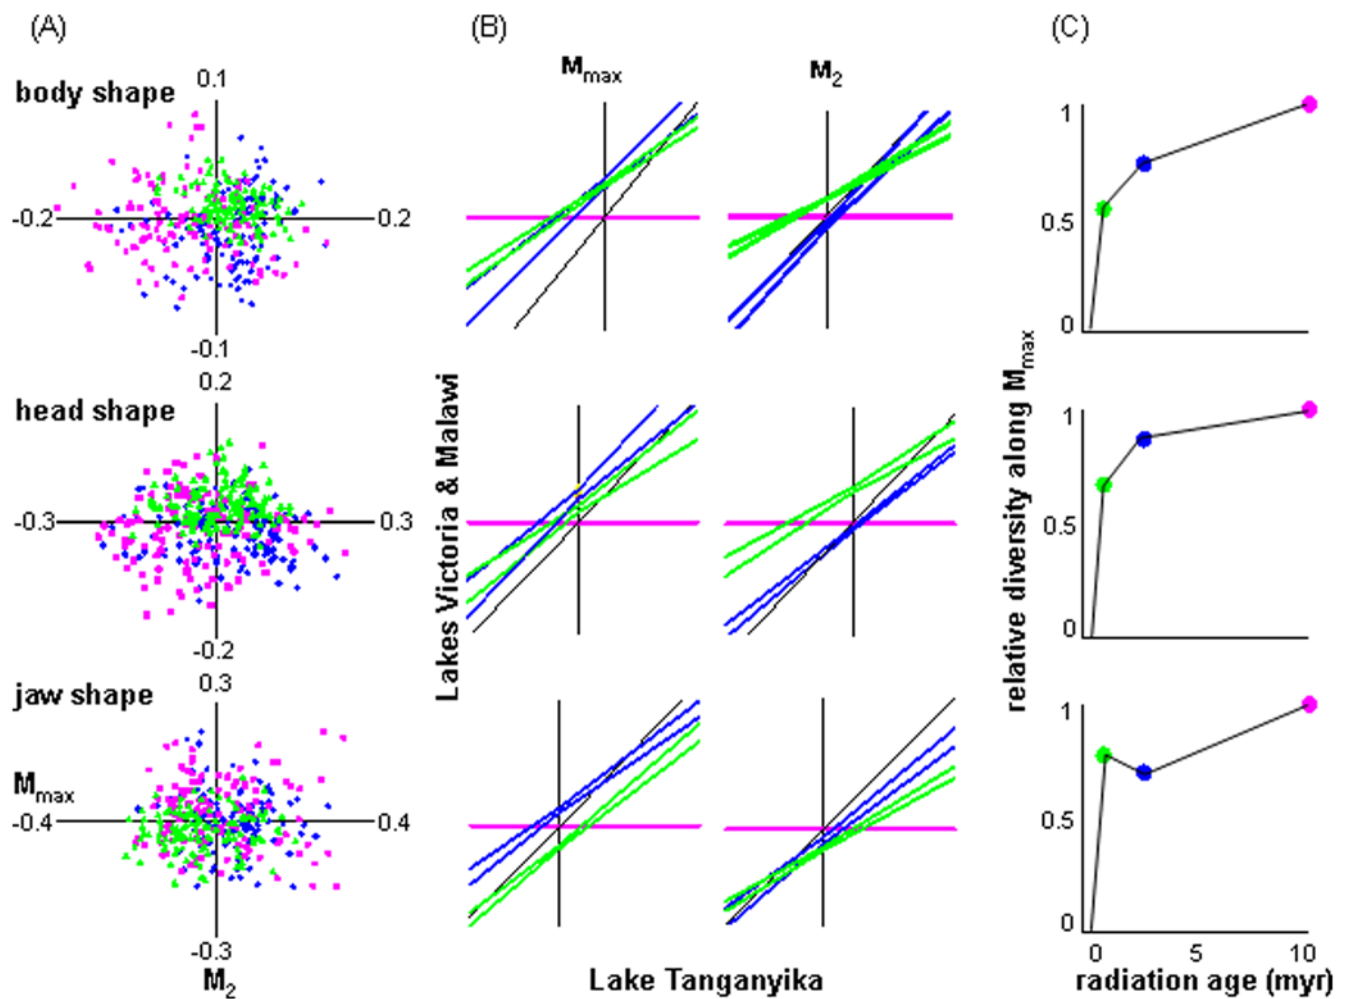 (A)
body shape
0.1
-0.2
0.2
-0.1
head shape
0.2
-0.3
0.3
-0.2
jaw shape
0.3
Mmax
-0.4
0.4
-0.3
M2
(B)
Mmax
M2
Lakes Victoria & Malawi
Lake Tanganyika
(C)
1
0.5
0
1
0.5
0
1
0.5
0
0 5 10
relative diversity along Mmax
radiation age (myr)